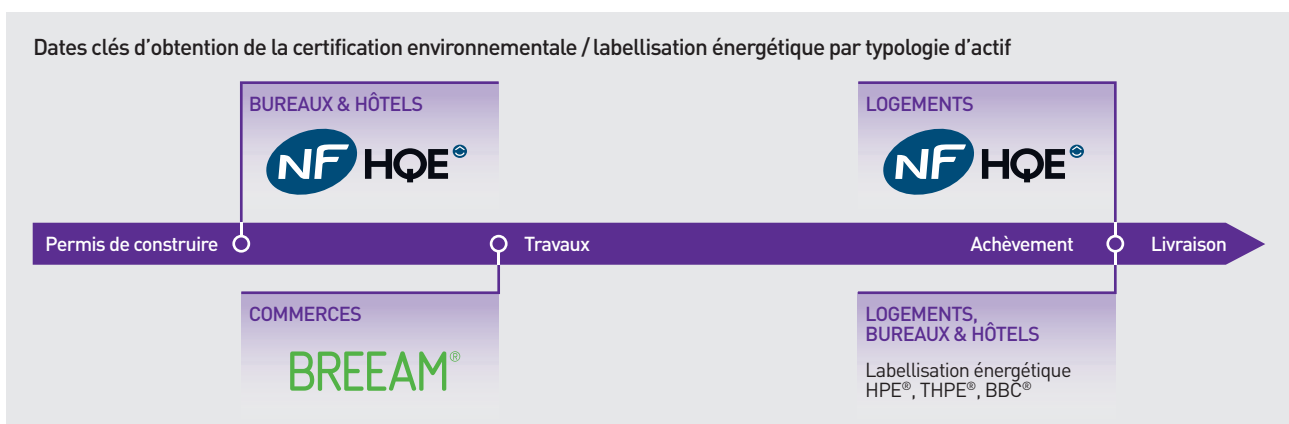 Dates clés d'obtention de la certification environnementale / labellisation énergétique par typologie d'actif
BUREAUX & HÔTELS
NF HQE®
LOGEMENTS
NF HQE®
Permis de construire
Travaux
Achèvement
Livraison
COMMERCES
BREEAM®
LOGEMENTS,
BUREAUX & HÔTELS
Labellisation énergétique
HPE®, THPE®, BBC®